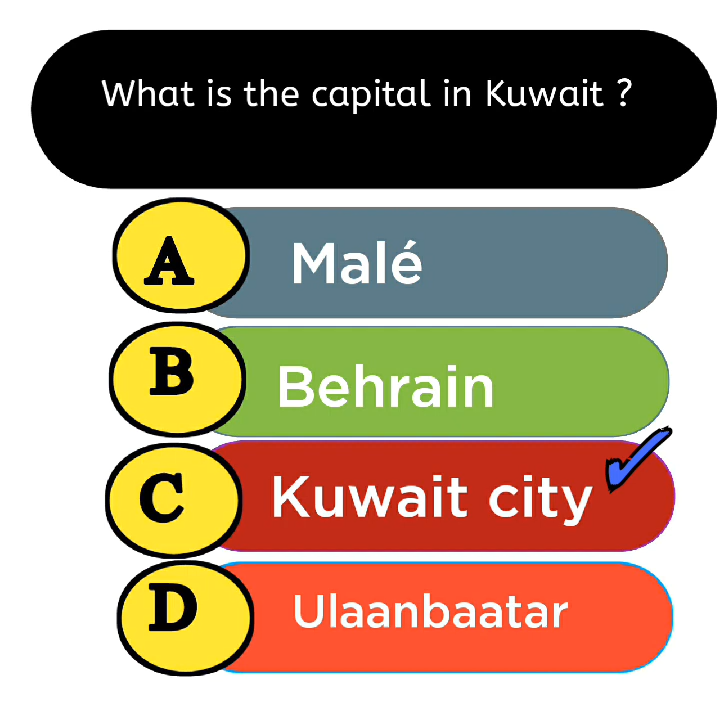 What is the capital in Kuwait ?
A Malé
B Behrain
C Kuwait city
D Ulaanbaatar